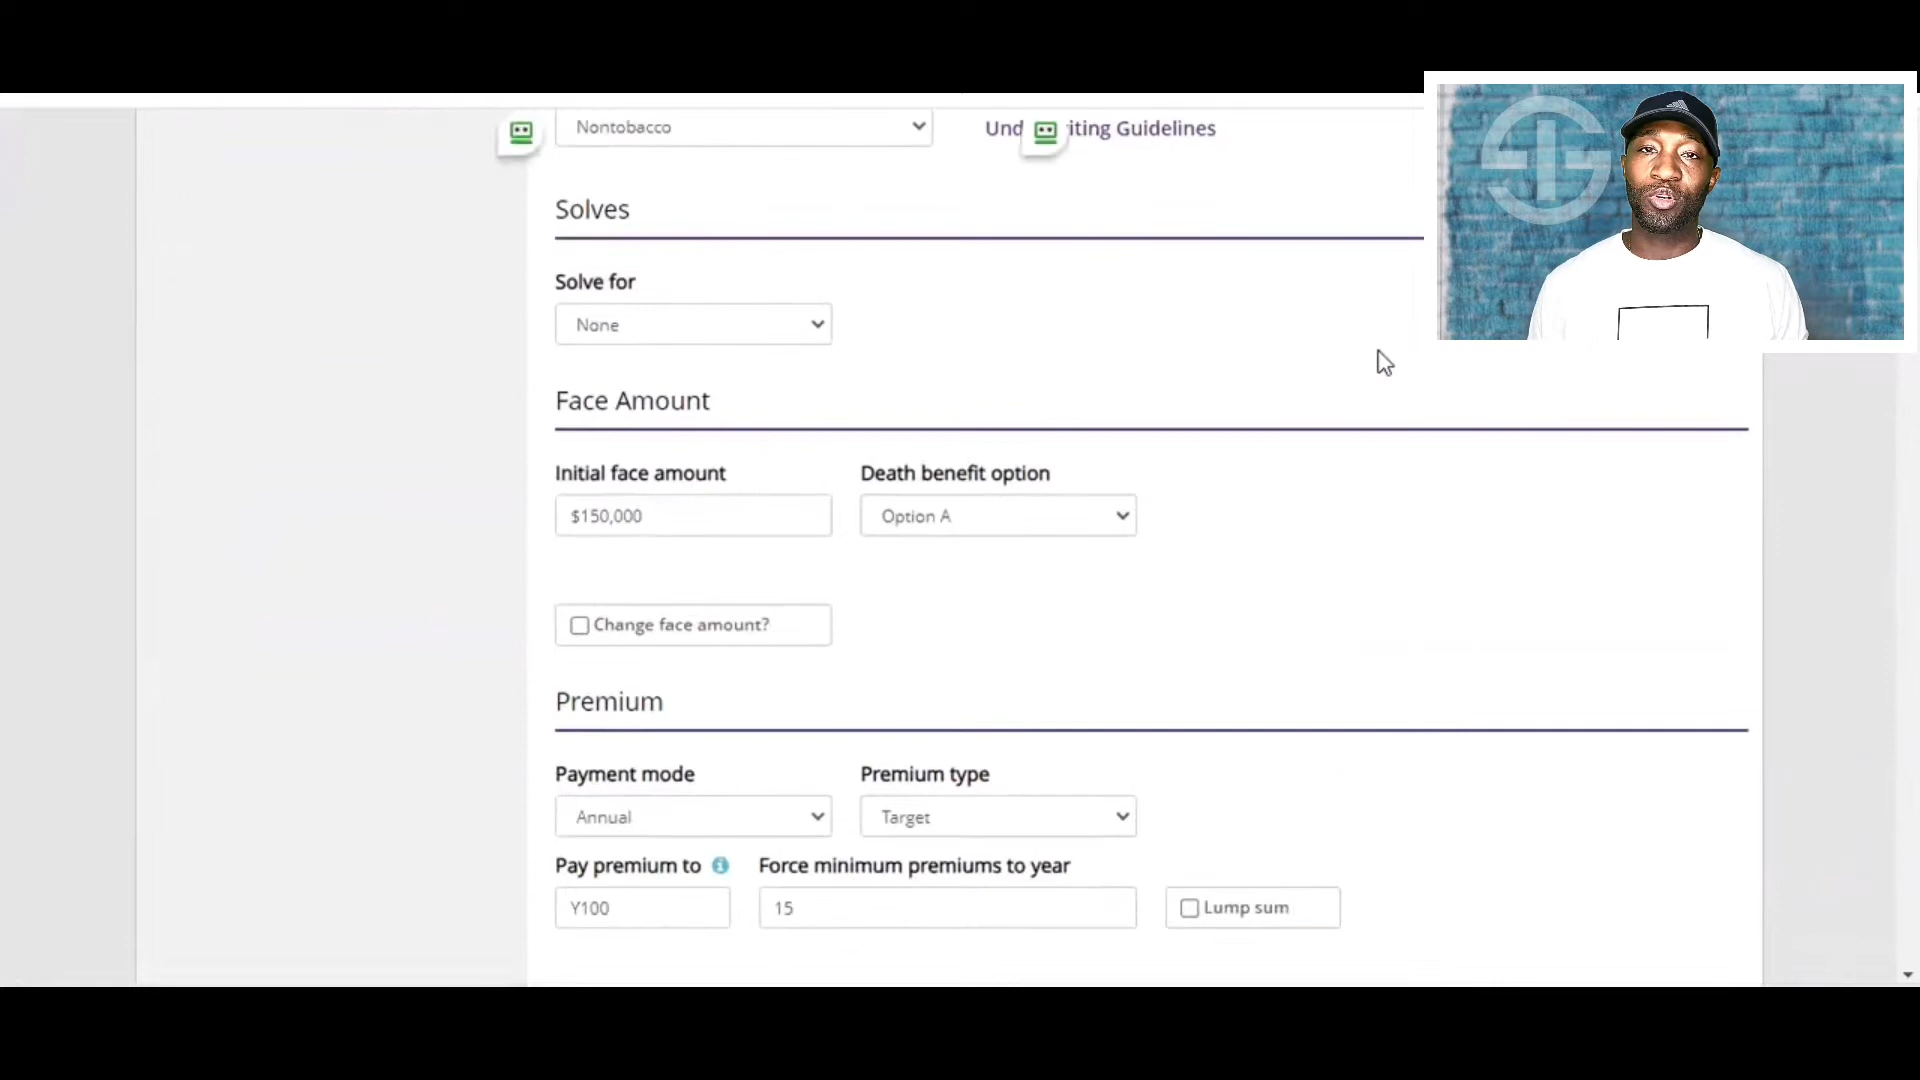 Nontobacco
Und iting Guidelines
Solves
Solve for
None
Face Amount
Initial face amount
Death benefit option
$150,000
Option A
Change face amount?
Premium
Payment mode
Premium type
Annual
Target
Pay premium to
Force minimum premiums to year
Y100
15
Lump sum